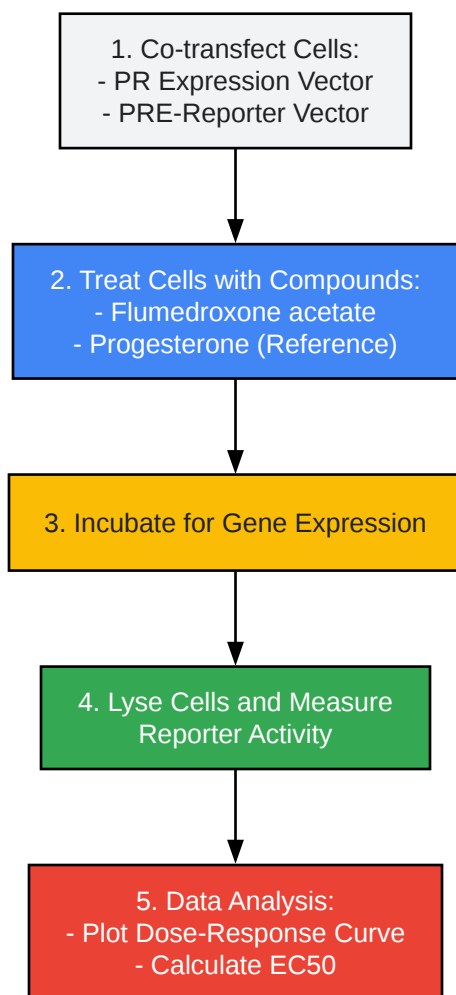 1. Co-transfect Cells:
- PR Expression Vector
- PRE-Reporter Vector
2. Treat Cells with Compounds:
- Flumedroxone acetate
- Progesterone (Reference)
3. Incubate for Gene Expression
4. Lyse Cells and Measure
Reporter Activity
5. Data Analysis:
- Plot Dose-Response Curve
- Calculate EC50